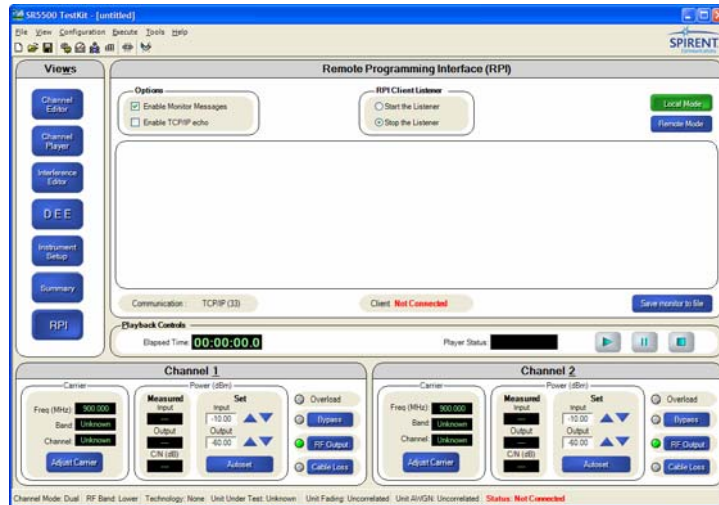 SR5500 TestKit - [untitled]
File View Configuration Execute Tools Help
SPIRENT
Communications
Views
Channel Editor
Channel Player
Interference Editor
DEE
Instrument Setup
Summary
RPI
Remote Programming Interface (RPI)
Options
Enable Monitor Messages
Enable TCP/IP echo
RPI Client Listener
Start the Listener
Stop the Listener
Local Mode
Remote Mode
Communication : TCP/IP (33)
Client Not Connected
Save monitor to file
Playback Controls
Elapsed Time 00:00:00.0
Player Status
Channel 1
Carrier
Freq (MHz) 900.000
Band Unknown
Channel Unknown
Adjust Carrier
Power (dBm)
Measured
Input
---
Output
---
C/N (dB)
---
Set
Input
-10.00
Output
-60.00
Autoset
Overload
Bypass
RF Output
Cable Loss
Channel 2
Carrier
Freq (MHz) 900.000
Band Unknown
Channel Unknown
Adjust Carrier
Power (dBm)
Measured
Input
---
Output
---
C/N (dB)
---
Set
Input
-10.00
Output
-60.00
Autoset
Overload
Bypass
RF Output
Cable Loss
Channel Mode: Dual RF Band: Lower Technology: None Unit Under Test: Unknown Unit Fading: Uncorrelated Unit AWGN: Uncorrelated Status: Not Connected